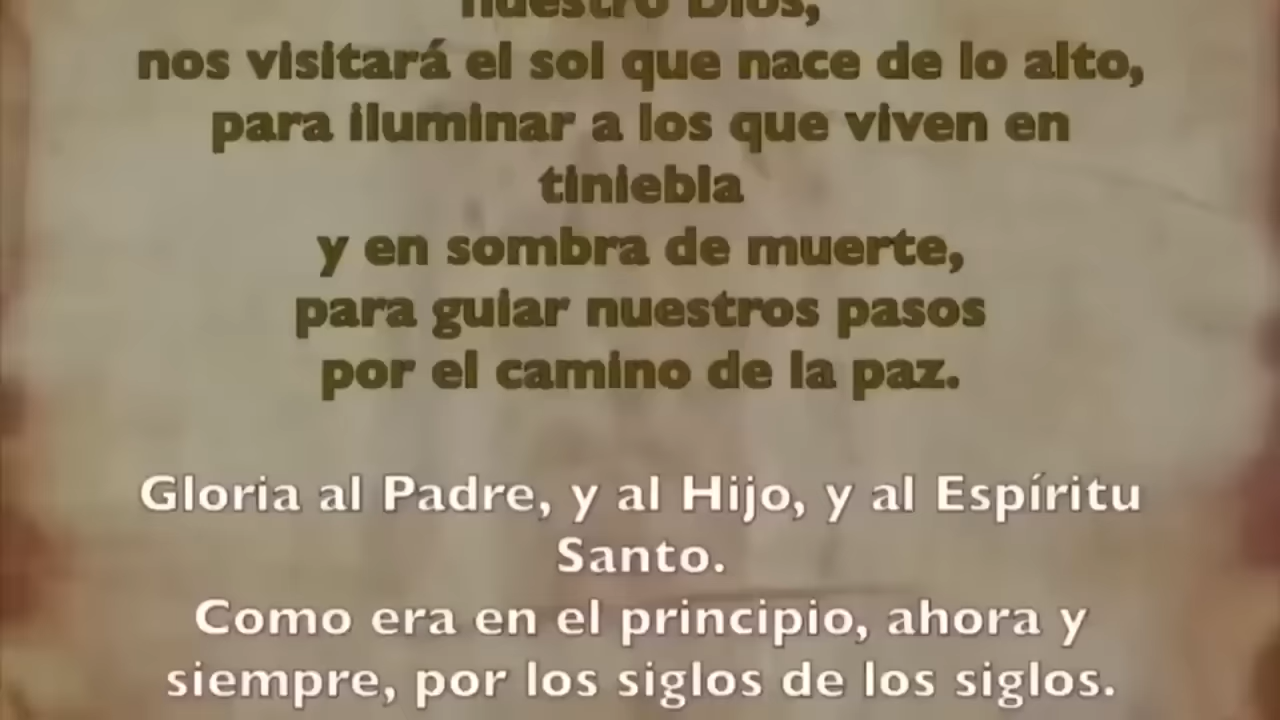 nuestro Dios,
nos visitará el sol que nace de lo alto,
para iluminar a los que viven en
tiniebla
y en sombra de muerte,
para guiar nuestros pasos
por el camino de la paz.
Gloria al Padre, y al Hijo, y al Espíritu
Santo.
Como era en el principio, ahora y
siempre, por los siglos de los siglos.